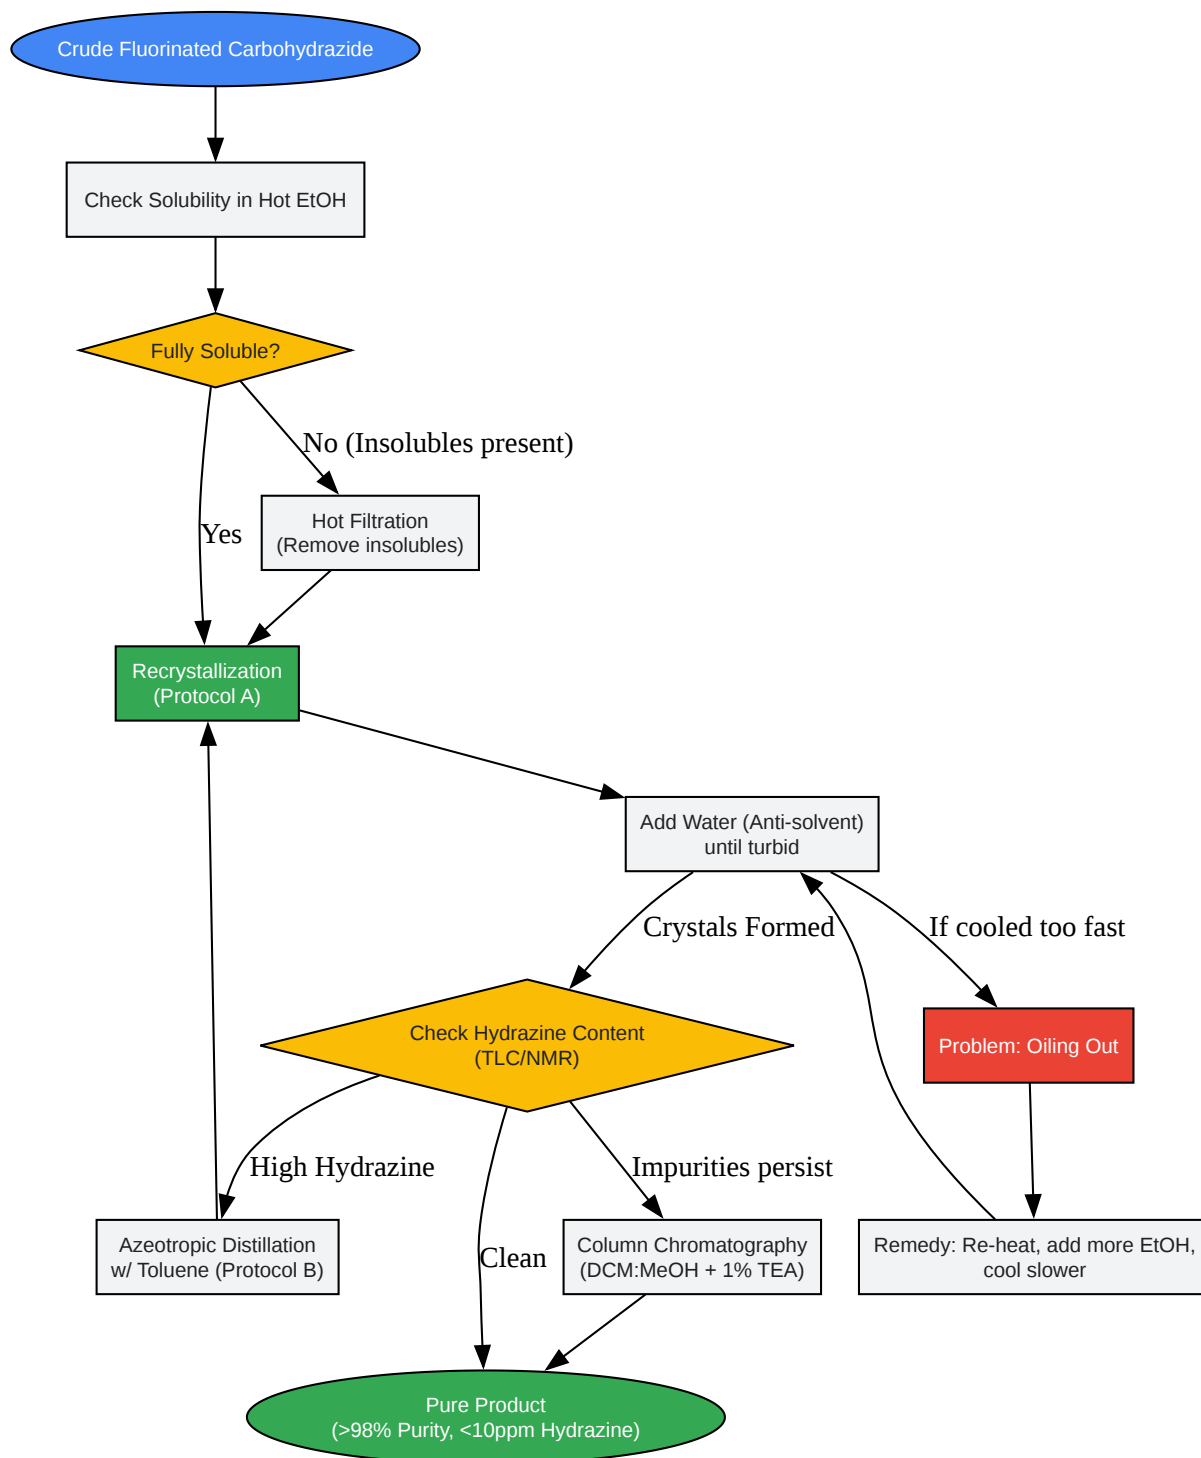 Crude Fluorinated Carbohydrazide
Check Solubility in Hot EtOH
Fully Soluble?
No (Insolubles present)
Yes
Hot Filtration
(Remove insolubles)
Recrystallization
(Protocol A)
Add Water (Anti-solvent)
until turbid
Crystals Formed
If cooled too fast
Check Hydrazine Content
(TLC/NMR)
Problem: Oiling Out
High Hydrazine
Impurities persist
Clean
Azeotropic Distillation
w/ Toluene (Protocol B)
Column Chromatography
(DCM:MeOH + 1% TEA)
Remedy: Re-heat, add more EtOH,
cool slower
Pure Product
(>98% Purity, <10ppm Hydrazine)